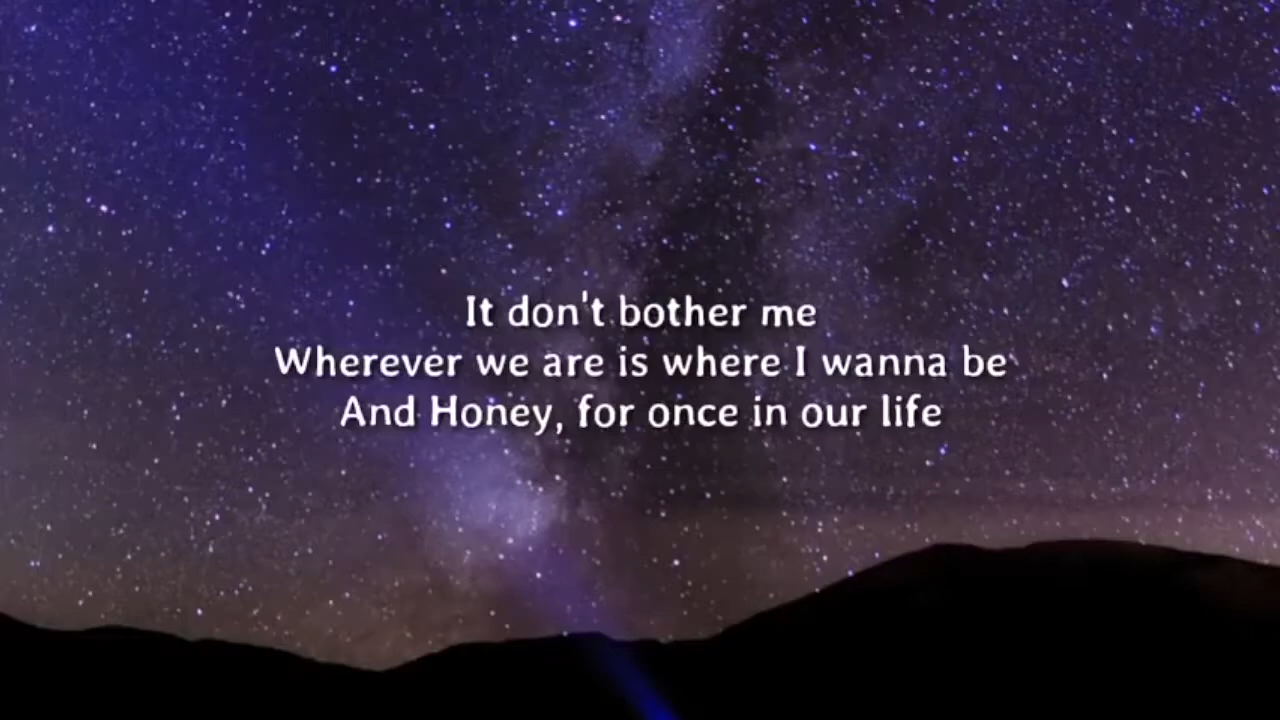 It don't bother me
Wherever we are is where I wanna be
And Honey, for once in our life